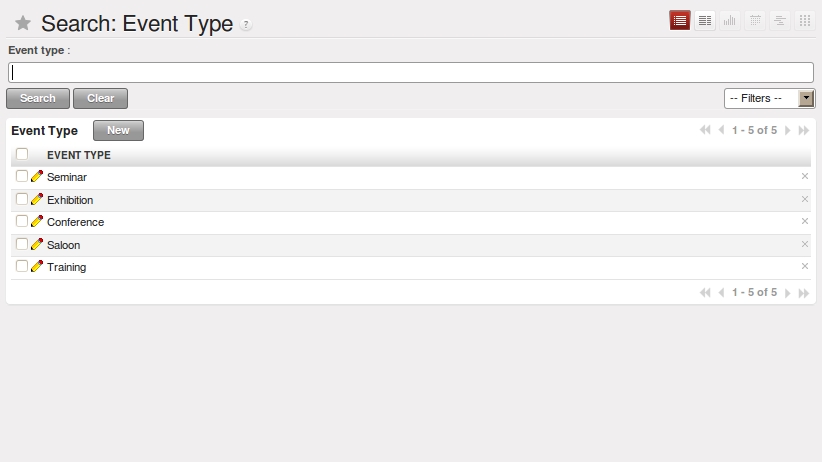 Search: Event Type ?
Event type :
Search Clear -- Filters --
Event Type New 1 - 5 of 5
EVENT TYPE
Seminar
Exhibition
Conference
Saloon
Training
1 - 5 of 5